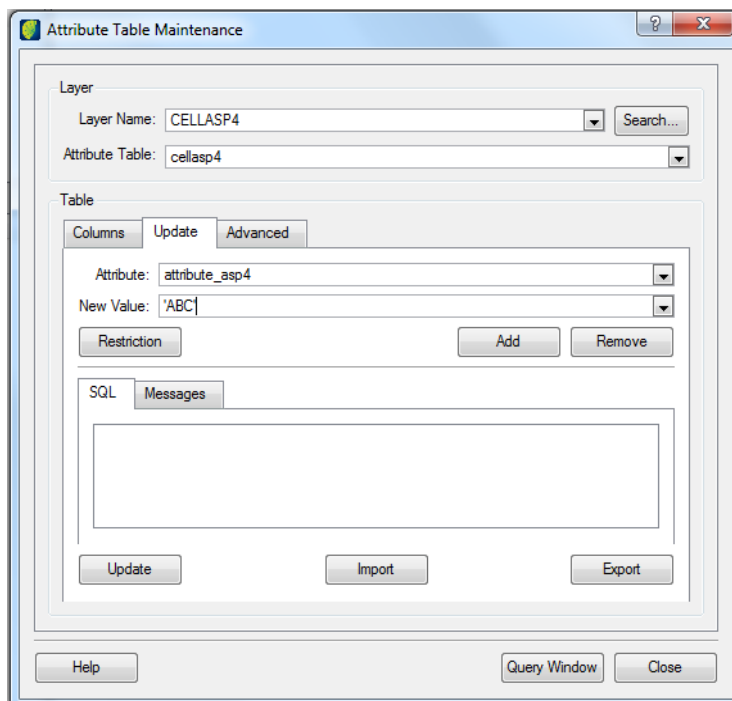 Attribute Table Maintenance
?
Layer
Layer Name: CELLASP4 Search...
Attribute Table: cellasp4
Table
Columns Update Advanced
Attribute: attribute_asp4
New Value: 'ABC'
Restriction Add Remove
SQL Messages
Update Import Export
Help Query Window Close